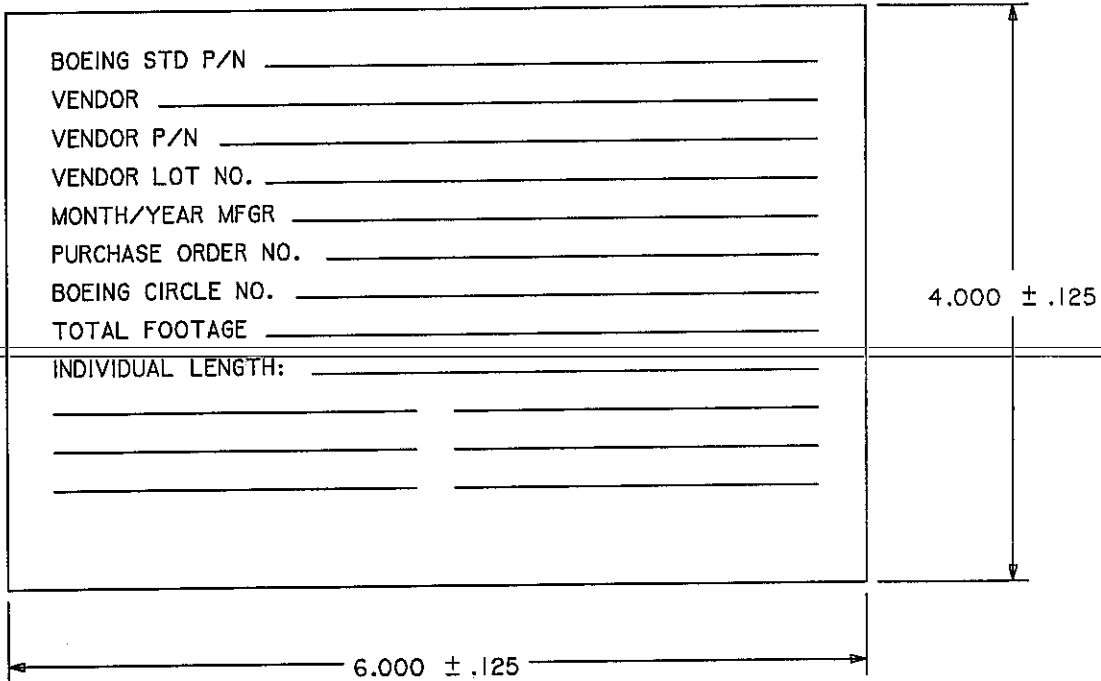 BOEING STD P/N
VENDOR
VENDOR P/N
VENDOR LOT NO.
MONTH/YEAR MFGR
PURCHASE ORDER NO.
BOEING CIRCLE NO.
4.000 ± .125
TOTAL FOOTAGE
INDIVIDUAL LENGTH:
6.000 ± .125